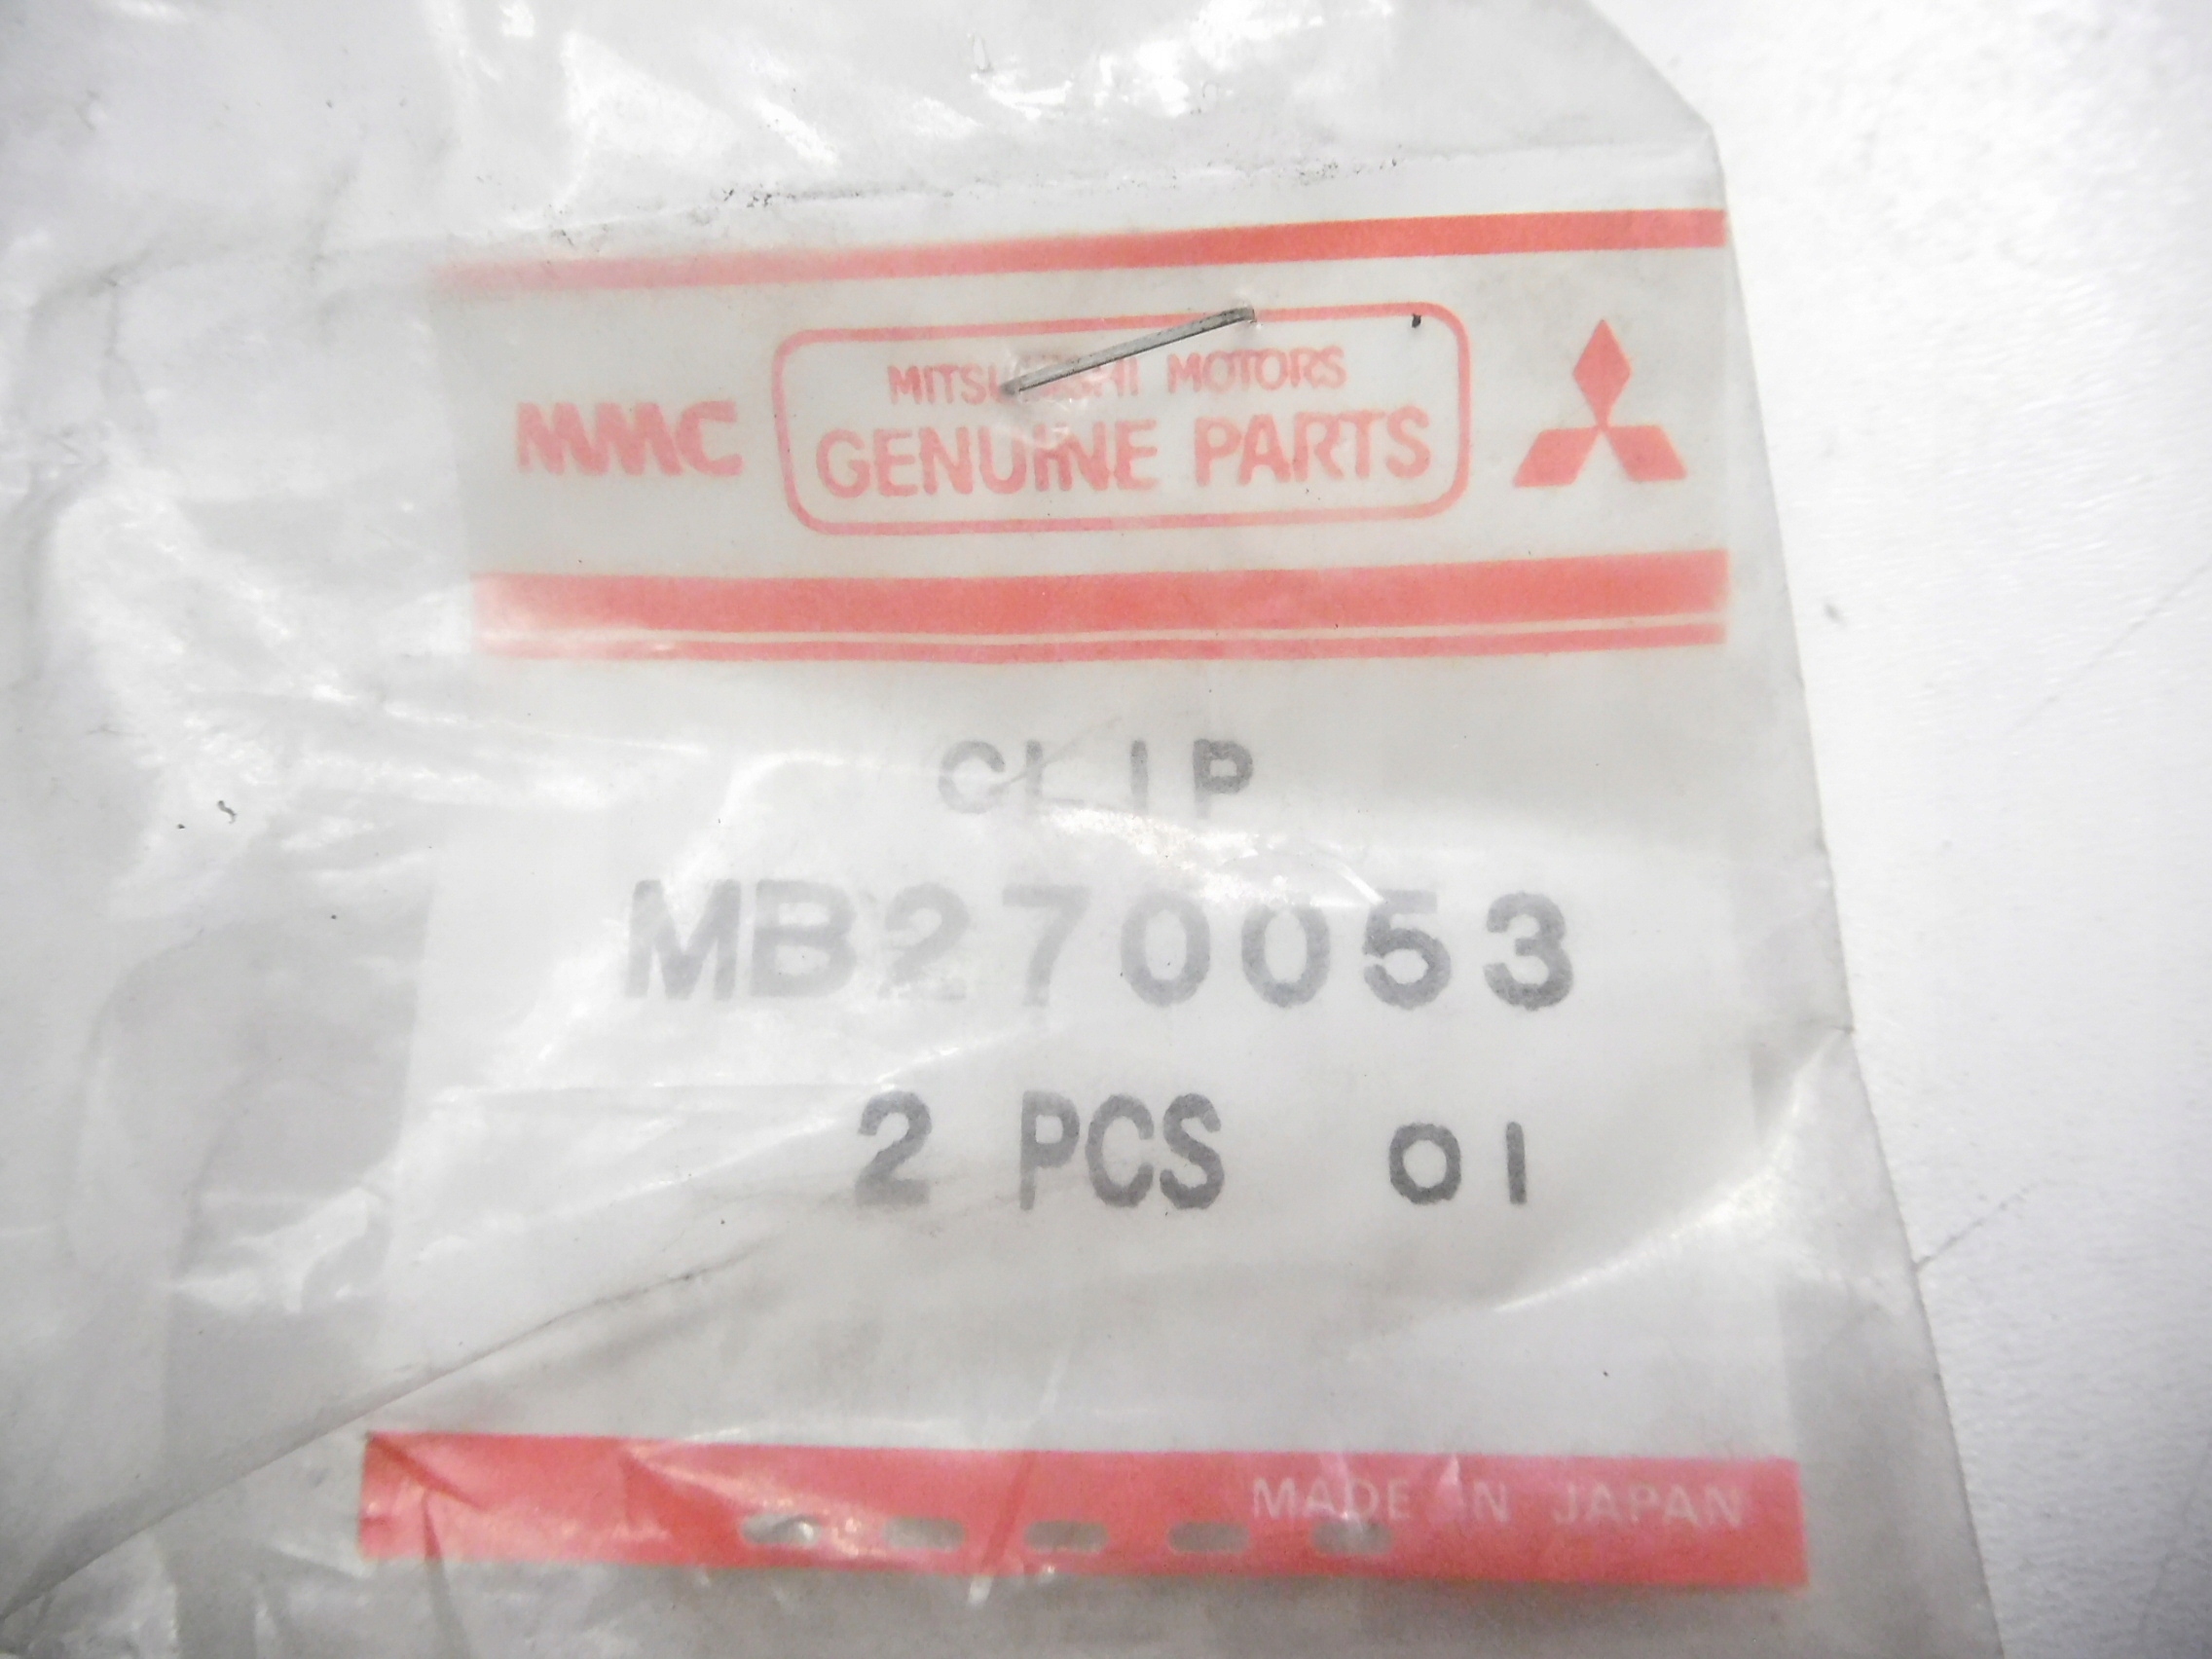 MITSUBISHI MOTORS
MMC GENUINE PARTS
CLIP
MB270053
2 PCS 01
MADE IN JAPAN